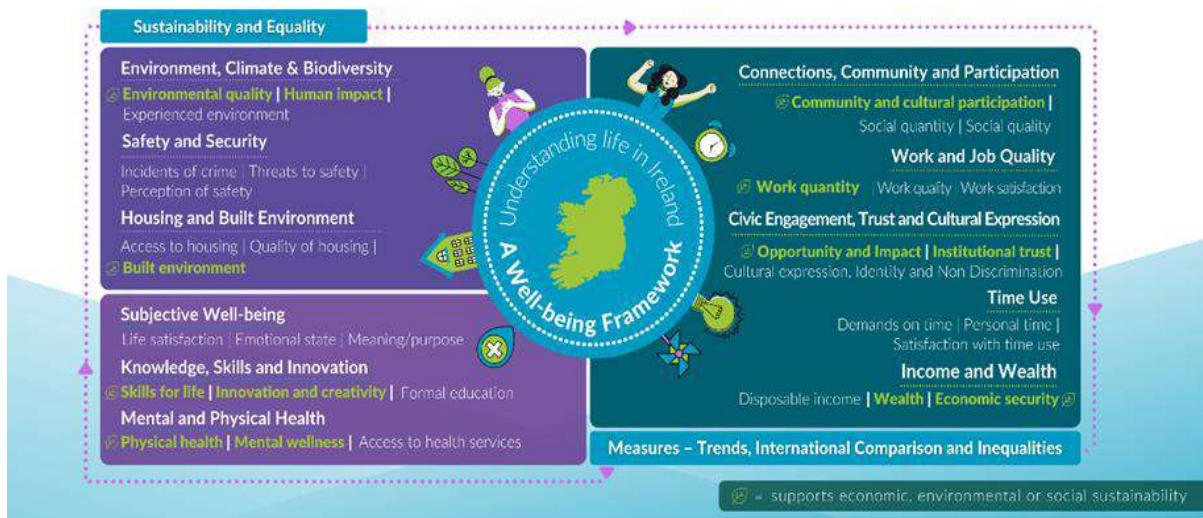 Sustainability and Equality
Environment, Climate & Biodiversity
Environmental quality | Human impact |
Experienced environment
Safety and Security
Incidents of crime | Threats to safety |
Perception of safety
Housing and Built Environment
Access to housing | Quality of housing |
Built environment
Subjective Well-being
Life satisfaction | Emotional state | Meaning/purpose
Knowledge, Skills and Innovation
Skills for life | Innovation and creativity | Formal education
Mental and Physical Health
Physical health | Mental wellness | Access to health services
Understanding life in Ireland
A Well-being Framework
Connections, Community and Participation
Community and cultural participation |
Social quantity | Social quality
Work and Job Quality
Work quantity | Work quality | Work satisfaction
Civic Engagement, Trust and Cultural Expression
Opportunity and Impact | Institutional trust |
Cultural expression, Identity and Non Discrimination
Time Use
Demands on time | Personal time |
Satisfaction with time use
Income and Wealth
Disposable income | Wealth | Economic security
Measures – Trends, International Comparison and Inequalities
= supports economic, environmental or social sustainability